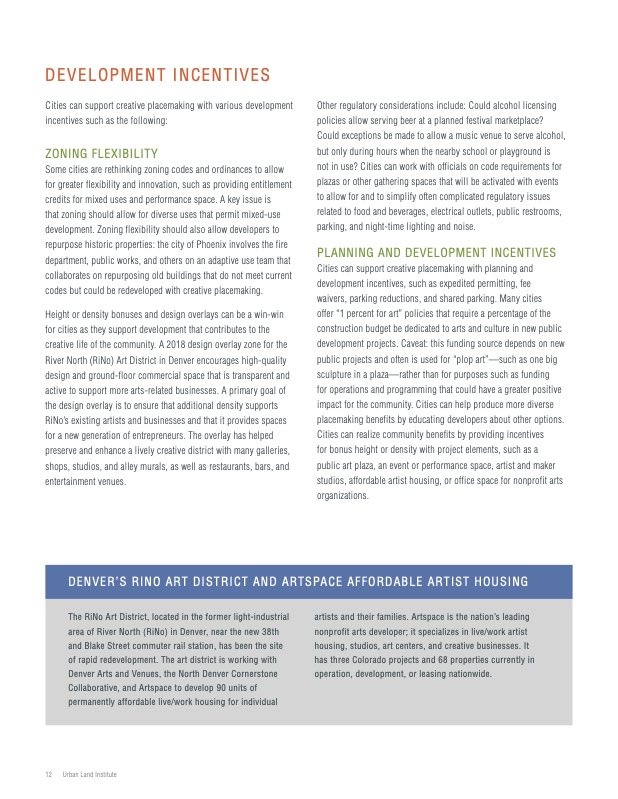 DEVELOPMENT INCENTIVES
Cities can support creative placemaking with various development
incentives such as the following:
ZONING FLEXIBILITY
Some cities are rethinking zoning codes and ordinances to allow
for greater flexibility and innovation, such as providing entitlement
credits for mixed uses and performance space. A key issue is
that zoning should allow for diverse uses that permit mixed-use
development. Zoning flexibility should also allow developers to
repurpose historic properties: the city of Phoenix involves the fire
department, public works, and others on an adaptive use team that
collaborates on repurposing old buildings that do not meet current
codes but could be redeveloped with creative placemaking.
Height or density bonuses and design overlays can be a win-win
for cities as they support development that contributes to the
creative life of the community. A 2018 design overlay zone for the
River North (RiNo) Art District in Denver encourages high-quality
design and ground-floor commercial space that is transparent and
active to support more arts-related businesses. A primary goal of
the design overlay is to ensure that additional density supports
RiNo’s existing artists and businesses and that it provides spaces
for a new generation of entrepreneurs. The overlay has helped
preserve and enhance a lively creative district with many galleries,
shops, studios, and alley murals, as well as restaurants, bars, and
entertainment venues.
Other regulatory considerations include: Could alcohol licensing
policies allow serving beer at a planned festival marketplace?
Could exceptions be made to allow a music venue to serve alcohol,
but only during hours when the nearby school or playground is
not in use? Cities can work with officials on code requirements for
plazas or other gathering spaces that will be activated with events
to allow for and to simplify often complicated regulatory issues
related to food and beverages, electrical outlets, public restrooms,
parking, and night-time lighting and noise.
PLANNING AND DEVELOPMENT INCENTIVES
Cities can support creative placemaking with planning and
development incentives, such as expedited permitting, fee
waivers, parking reductions, and shared parking. Many cities
offer “1 percent for art” policies that require a percentage of the
construction budget be dedicated to arts and culture in new public
development projects. Caveat: this funding source depends on new
public projects and often is used for “plop art”—such as one big
sculpture in a plaza—rather than for purposes such as funding
for operations and programming that could have a greater positive
impact for the community. Cities can help produce more diverse
placemaking benefits by educating developers about other options.
Cities can realize community benefits by providing incentives
for bonus height or density with project elements, such as a
public art plaza, an event or performance space, artist and maker
studios, affordable artist housing, or office space for nonprofit arts
organizations.
DENVER’S RINO ART DISTRICT AND ARTSPACE AFFORDABLE ARTIST HOUSING
The RiNo Art District, located in the former light-industrial
area of River North (RiNo) in Denver, near the new 38th
and Blake Street commuter rail station, has been the site
of rapid redevelopment. The art district is working with
Denver Arts and Venues, the North Denver Cornerstone
Collaborative, and Artspace to develop 90 units of
permanently affordable live/work housing for individual
artists and their families. Artspace is the nation’s leading
nonprofit arts developer; it specializes in live/work artist
housing, studios, art centers, and creative businesses. It
has three Colorado projects and 68 properties currently in
operation, development, or leasing nationwide.
12 Urban Land Institute